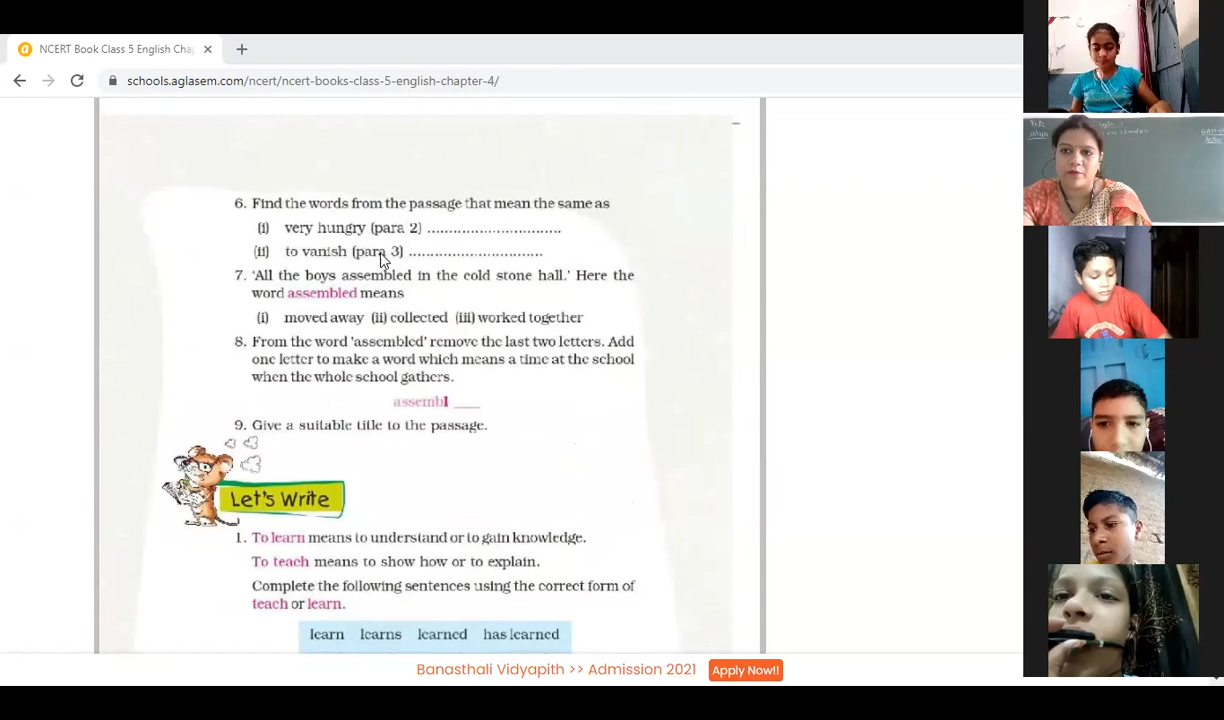 NCERT Book Class 5 English Cha
schools.aglasem.com/ncert/ncert-books-class-5-english-chapter-4/
6. Find the words from the passage that mean the same as
(i) very hungry (para 2) ...............................
(ii) to vanish (para 3) ...............................
7. 'All the boys assembled in the cold stone hall.' Here the
word assembled means
(i) moved away (ii) collected (iii) worked together
8. From the word 'assembled' remove the last two letters. Add
one letter to make a word which means a time at the school
when the whole school gathers.
assembl ___
9. Give a suitable title to the passage.
Let's Write
1. To learn means to understand or to gain knowledge.
To teach means to show how or to explain.
Complete the following sentences using the correct form of
teach or learn.
learn learns learned has learned
Banasthali Vidyapith >> Admission 2021 Apply Now!!